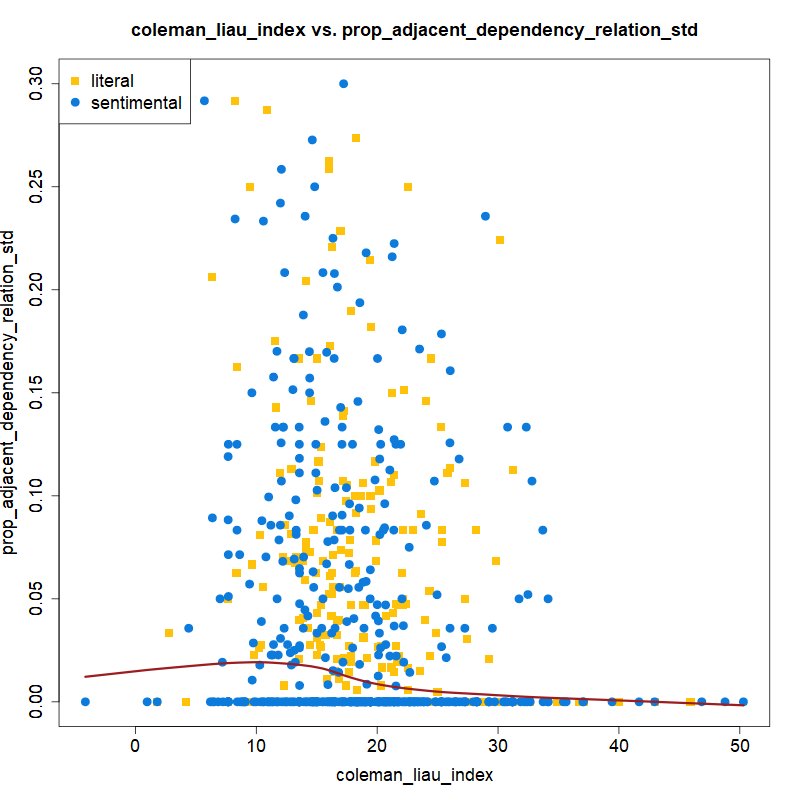 coleman_liau_index vs. prop_adjacent_dependency_relation_std
literal
sentimental
prop_adjacent_dependency_relation_std
0.30
0.25
0.20
0.15
0.10
0.05
0.00
0 10 20 30 40 50
coleman_liau_index